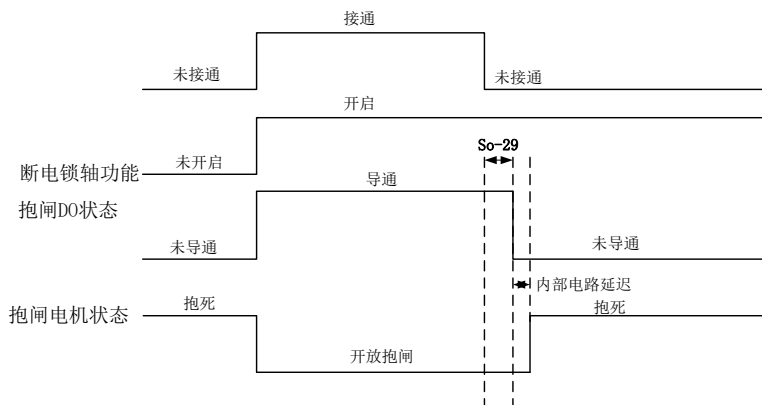 接通
未接通
未接通
开启
断电锁轴功能
未开启
So-29
抱闸DO状态
导通
未导通
未导通
内部电路延迟
抱闸电机状态
抱死
抱死
开放抱闸